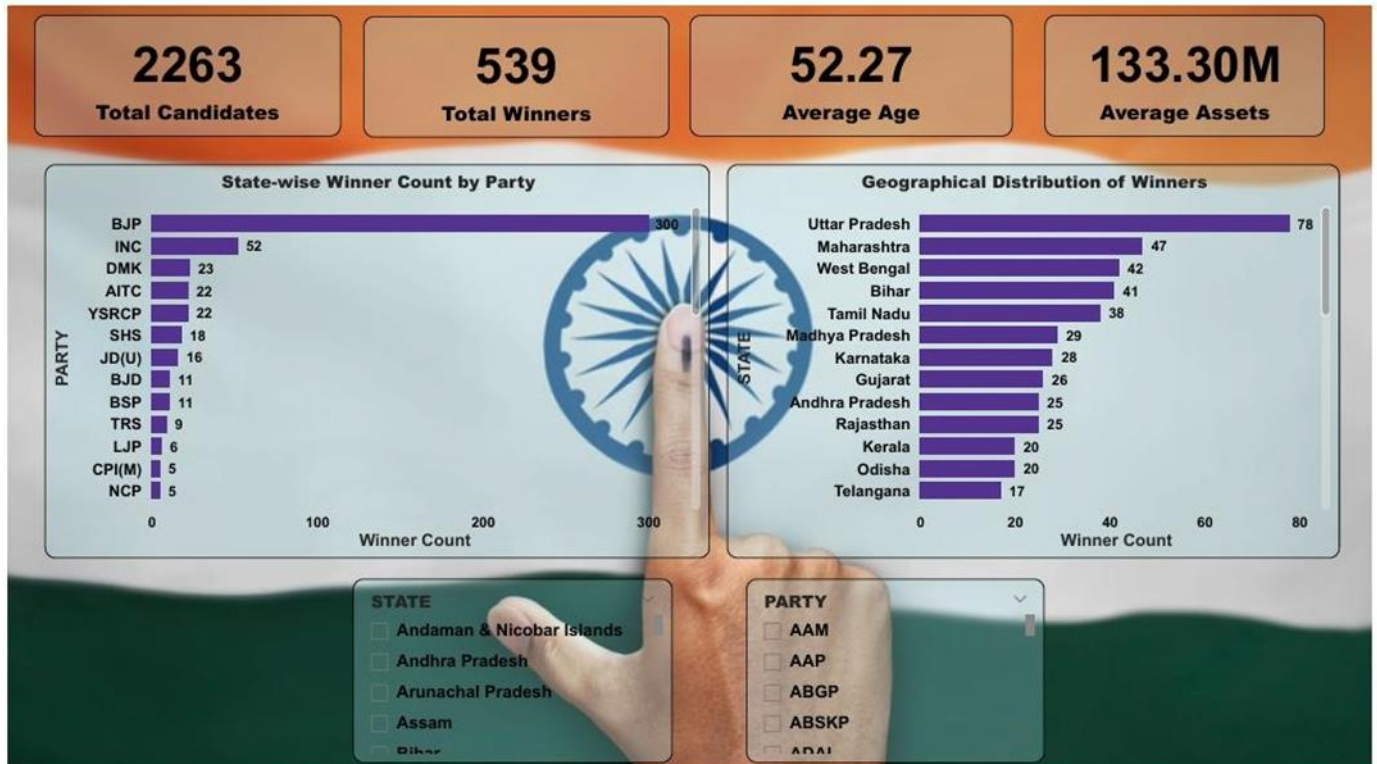 2263
Total Candidates
539
Total Winners
52.27
Average Age
133.30M
Average Assets
State-wise Winner Count by Party
PARTY
BJP 300
INC 52
DMK 23
AITC 22
YSRCP 22
SHS 18
JD(U) 16
BJD 11
BSP 11
TRS 9
LJP 6
CPI(M) 5
NCP 5
0 100 200 300
Winner Count
Geographical Distribution of Winners
STATE
Uttar Pradesh 78
Maharashtra 47
West Bengal 42
Bihar 41
Tamil Nadu 38
Madhya Pradesh 29
Karnataka 28
Gujarat 26
Andhra Pradesh 25
Rajasthan 25
Kerala 20
Odisha 20
Telangana 17
0 20 40 60 80
Winner Count
STATE
Andaman & Nicobar Islands
Andhra Pradesh
Arunachal Pradesh
Assam
Bihar
PARTY
AAM
AAP
ABGP
ABSKP